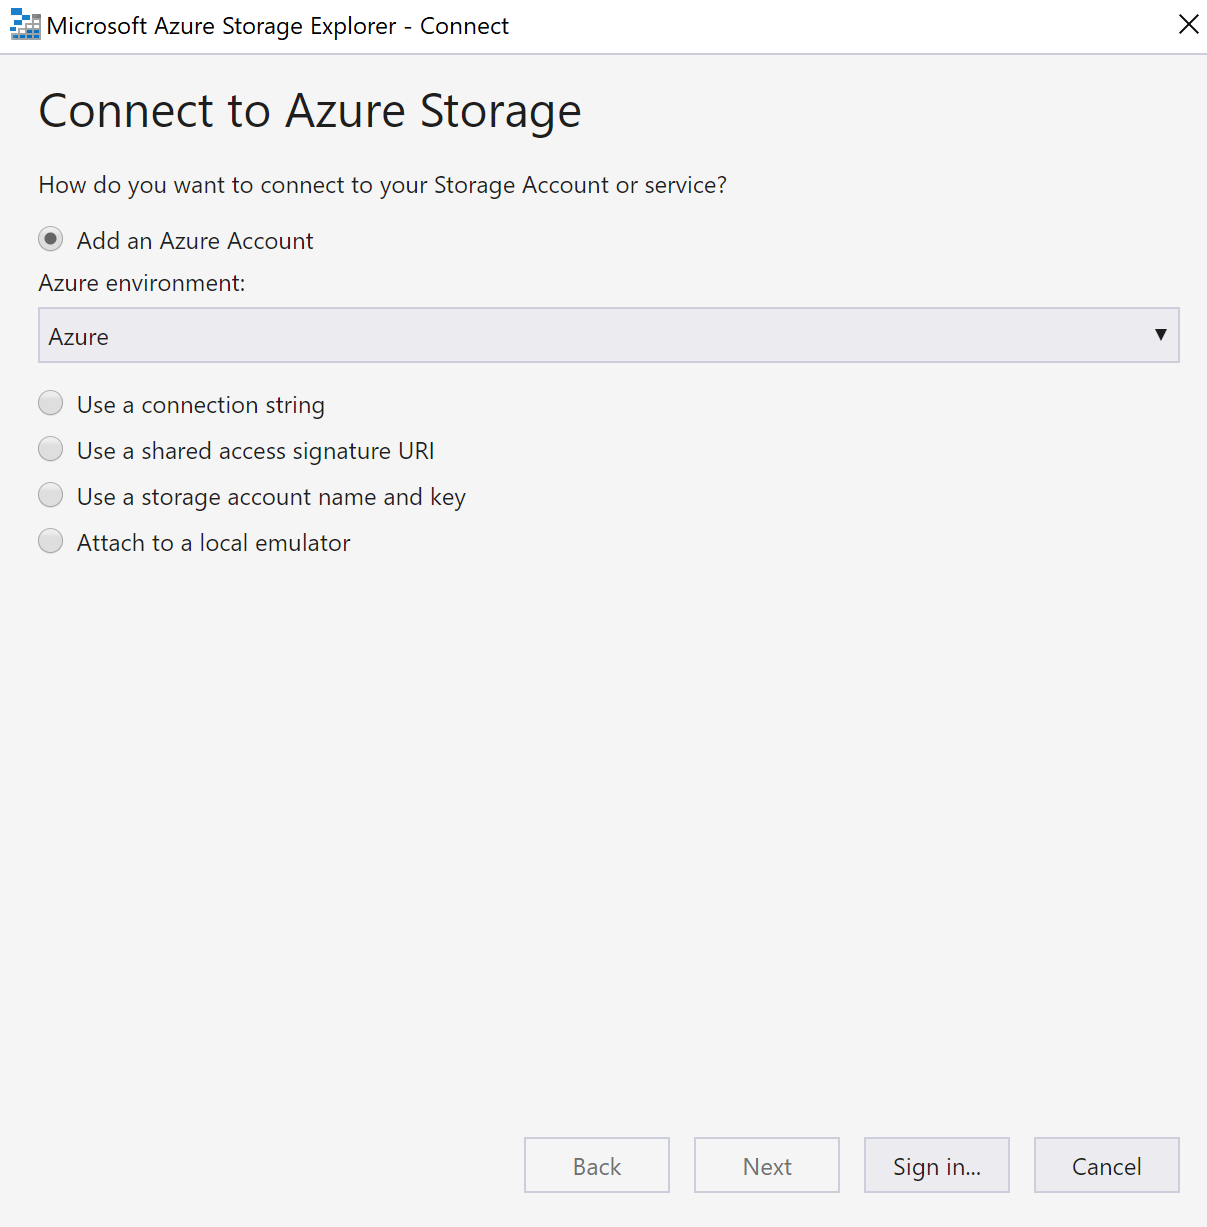 Microsoft Azure Storage Explorer - Connect
Connect to Azure Storage
How do you want to connect to your Storage Account or service?
Add an Azure Account
Azure environment:
Azure
Use a connection string
Use a shared access signature URI
Use a storage account name and key
Attach to a local emulator
Back Next Sign in... Cancel